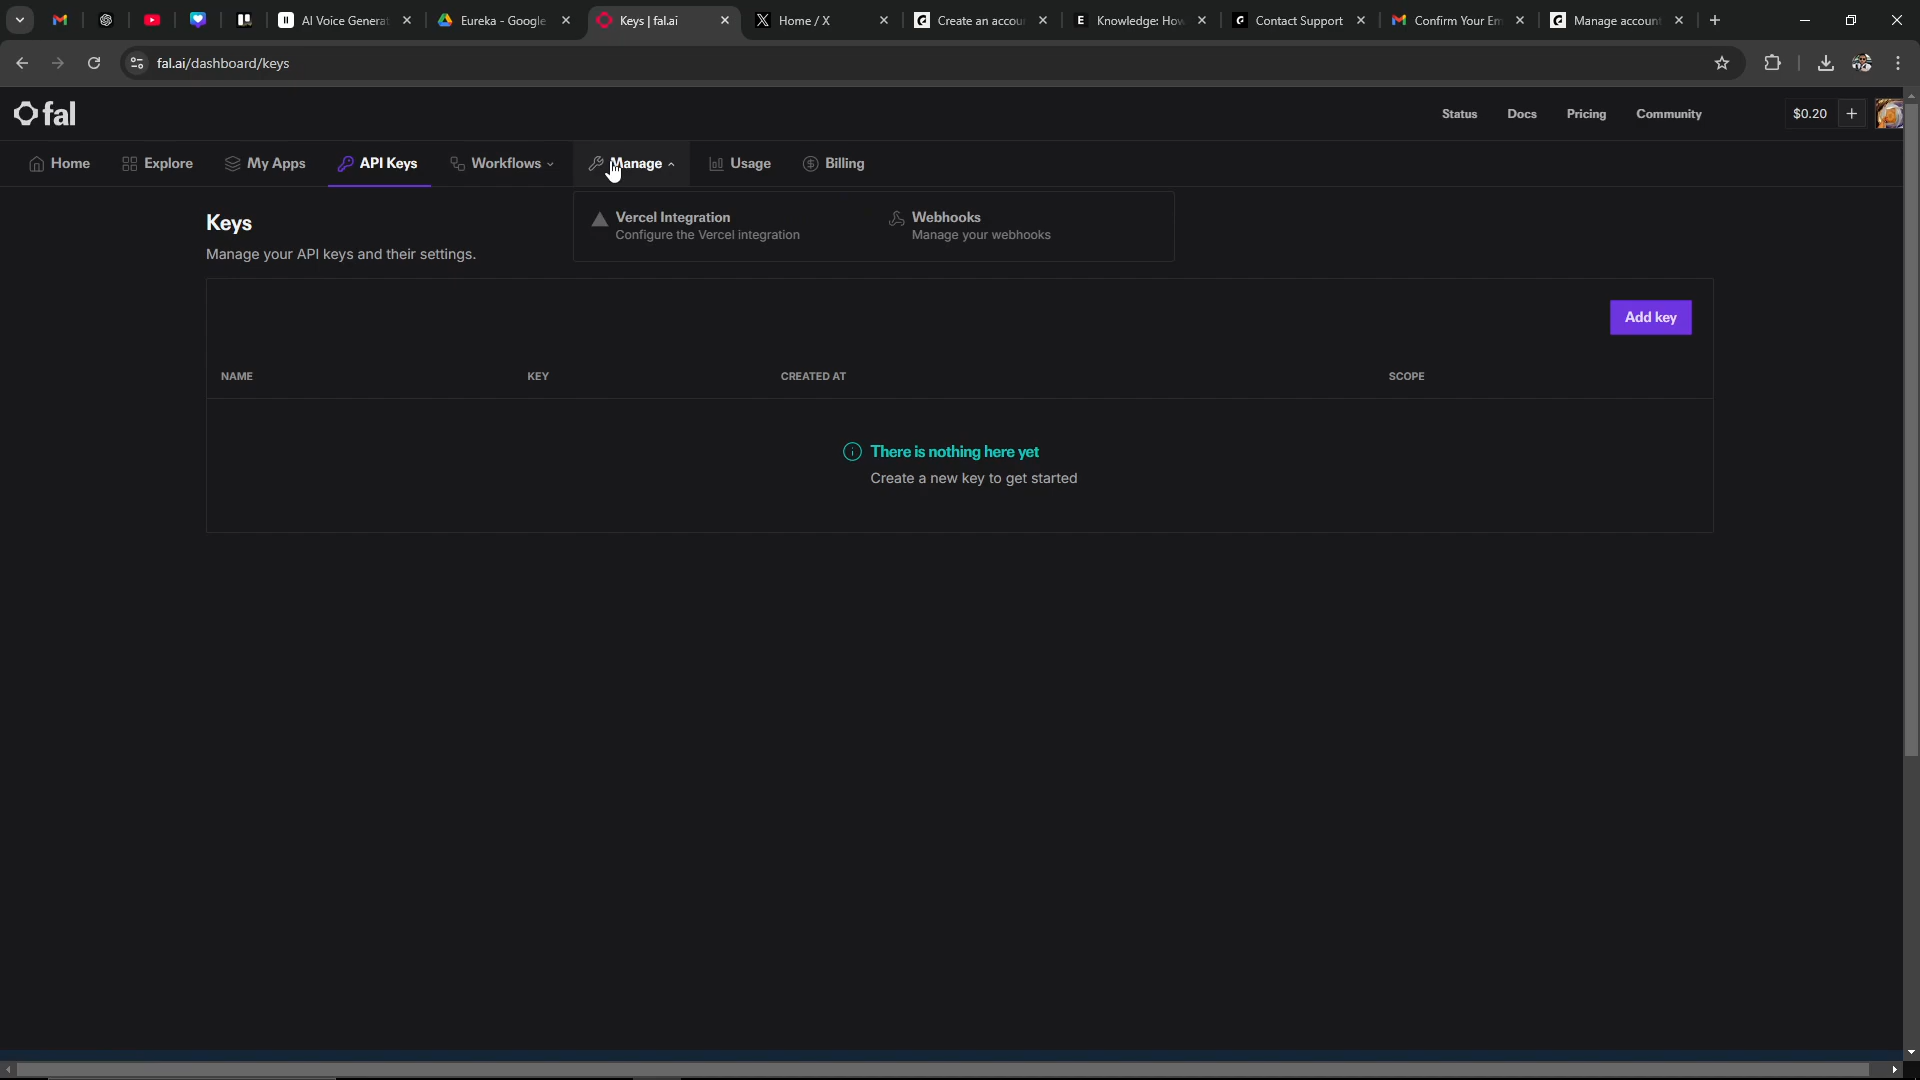 AI Voice Generat
Eureka - Google
Keys | fal.ai
Home / X
Create an accou
Knowledge: How
Contact Support
Confirm Your Em
Manage account
fal.ai/dashboard/keys
fal
Status
Docs
Pricing
Community
$0.20
Home
Explore
My Apps
API Keys
Workflows
Manage
Usage
Billing
Vercel Integration
Configure the Vercel integration
Webhooks
Manage your webhooks
Keys
Manage your API keys and their settings.
Add key
NAME
KEY
CREATED AT
SCOPE
There is nothing here yet
Create a new key to get started